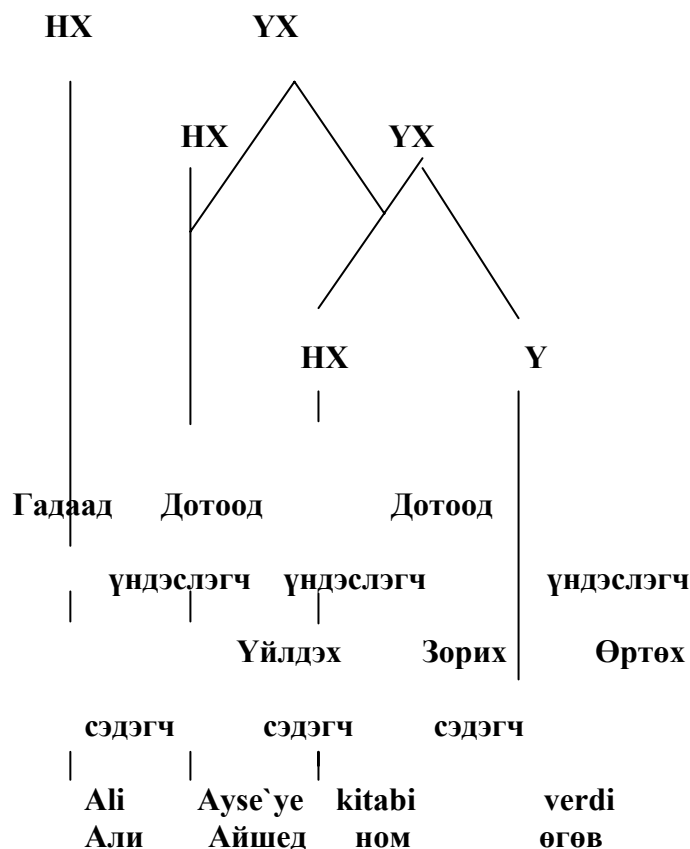 НХ ҮХ
НХ ҮХ
НХ Ү
Гадаад Дотоод Дотоод
үндэслэгч үндэслэгч үндэслэгч
Үйлдэх Зорих Өртөх
сэдэгч сэдэгч сэдэгч
Ali Ayse`ye kitabi verdi
Али Айшед ном өгөв